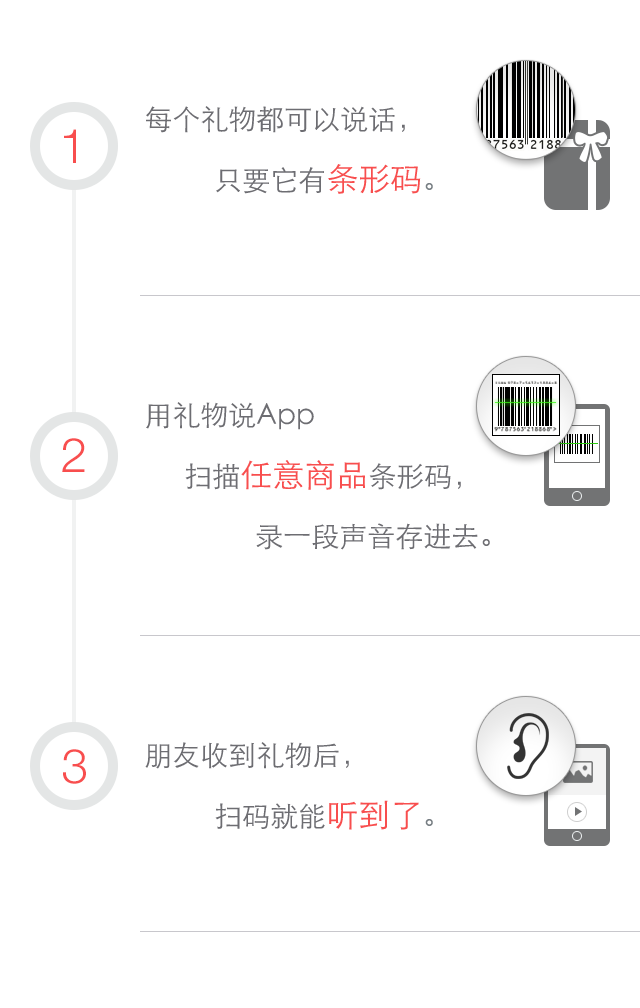 1
每个礼物都可以说话，
只要它有条形码。
787563 2188
2
用礼物说App
扫描任意商品条形码，
录一段声音存进去。
9 787563 218868 >
3
朋友收到礼物后，
扫码就能听到了。